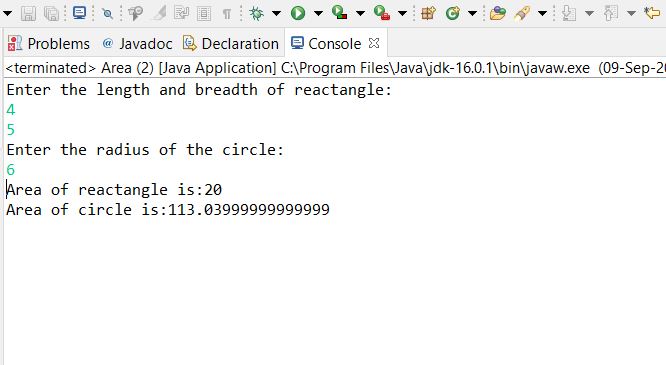 Problems @ Javadoc Declaration Console
<terminated> Area (2) [Java Application] C:\Program Files\Java\jdk-16.0.1\bin\javaw.exe (09-Sep-20
Enter the length and breadth of reactangle:
4
5
Enter the radius of the circle:
6
Area of reactangle is:20
Area of circle is:113.03999999999999